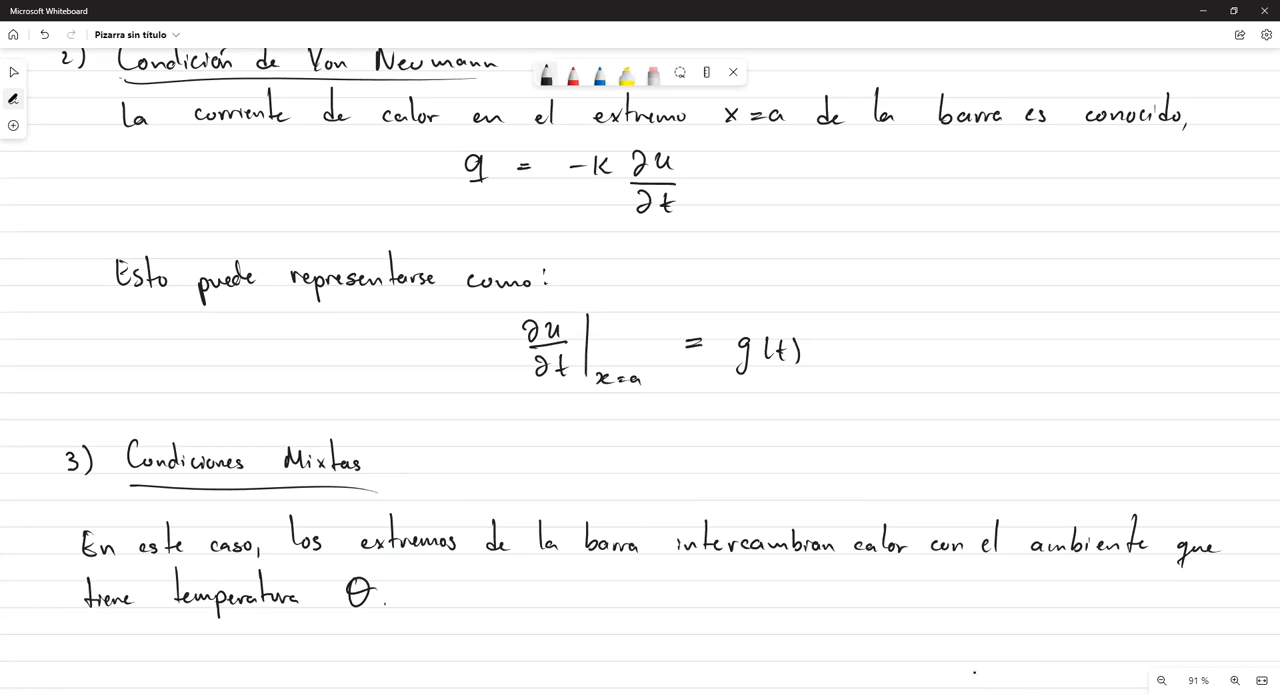 Microsoft Whiteboard
Pizarra sin título
2) Condición de Von Neumann
La corriente de calor en el extremo x=a de la barra es conocido,
q = -K ∂u/∂t
Esto puede representarse como:
∂u/∂t |x=a = g(t)
3) Condiciones Mixtas
En este caso, los extremos de la barra intercambian calor con el ambiente que
tiene temperatura θ.
91 %